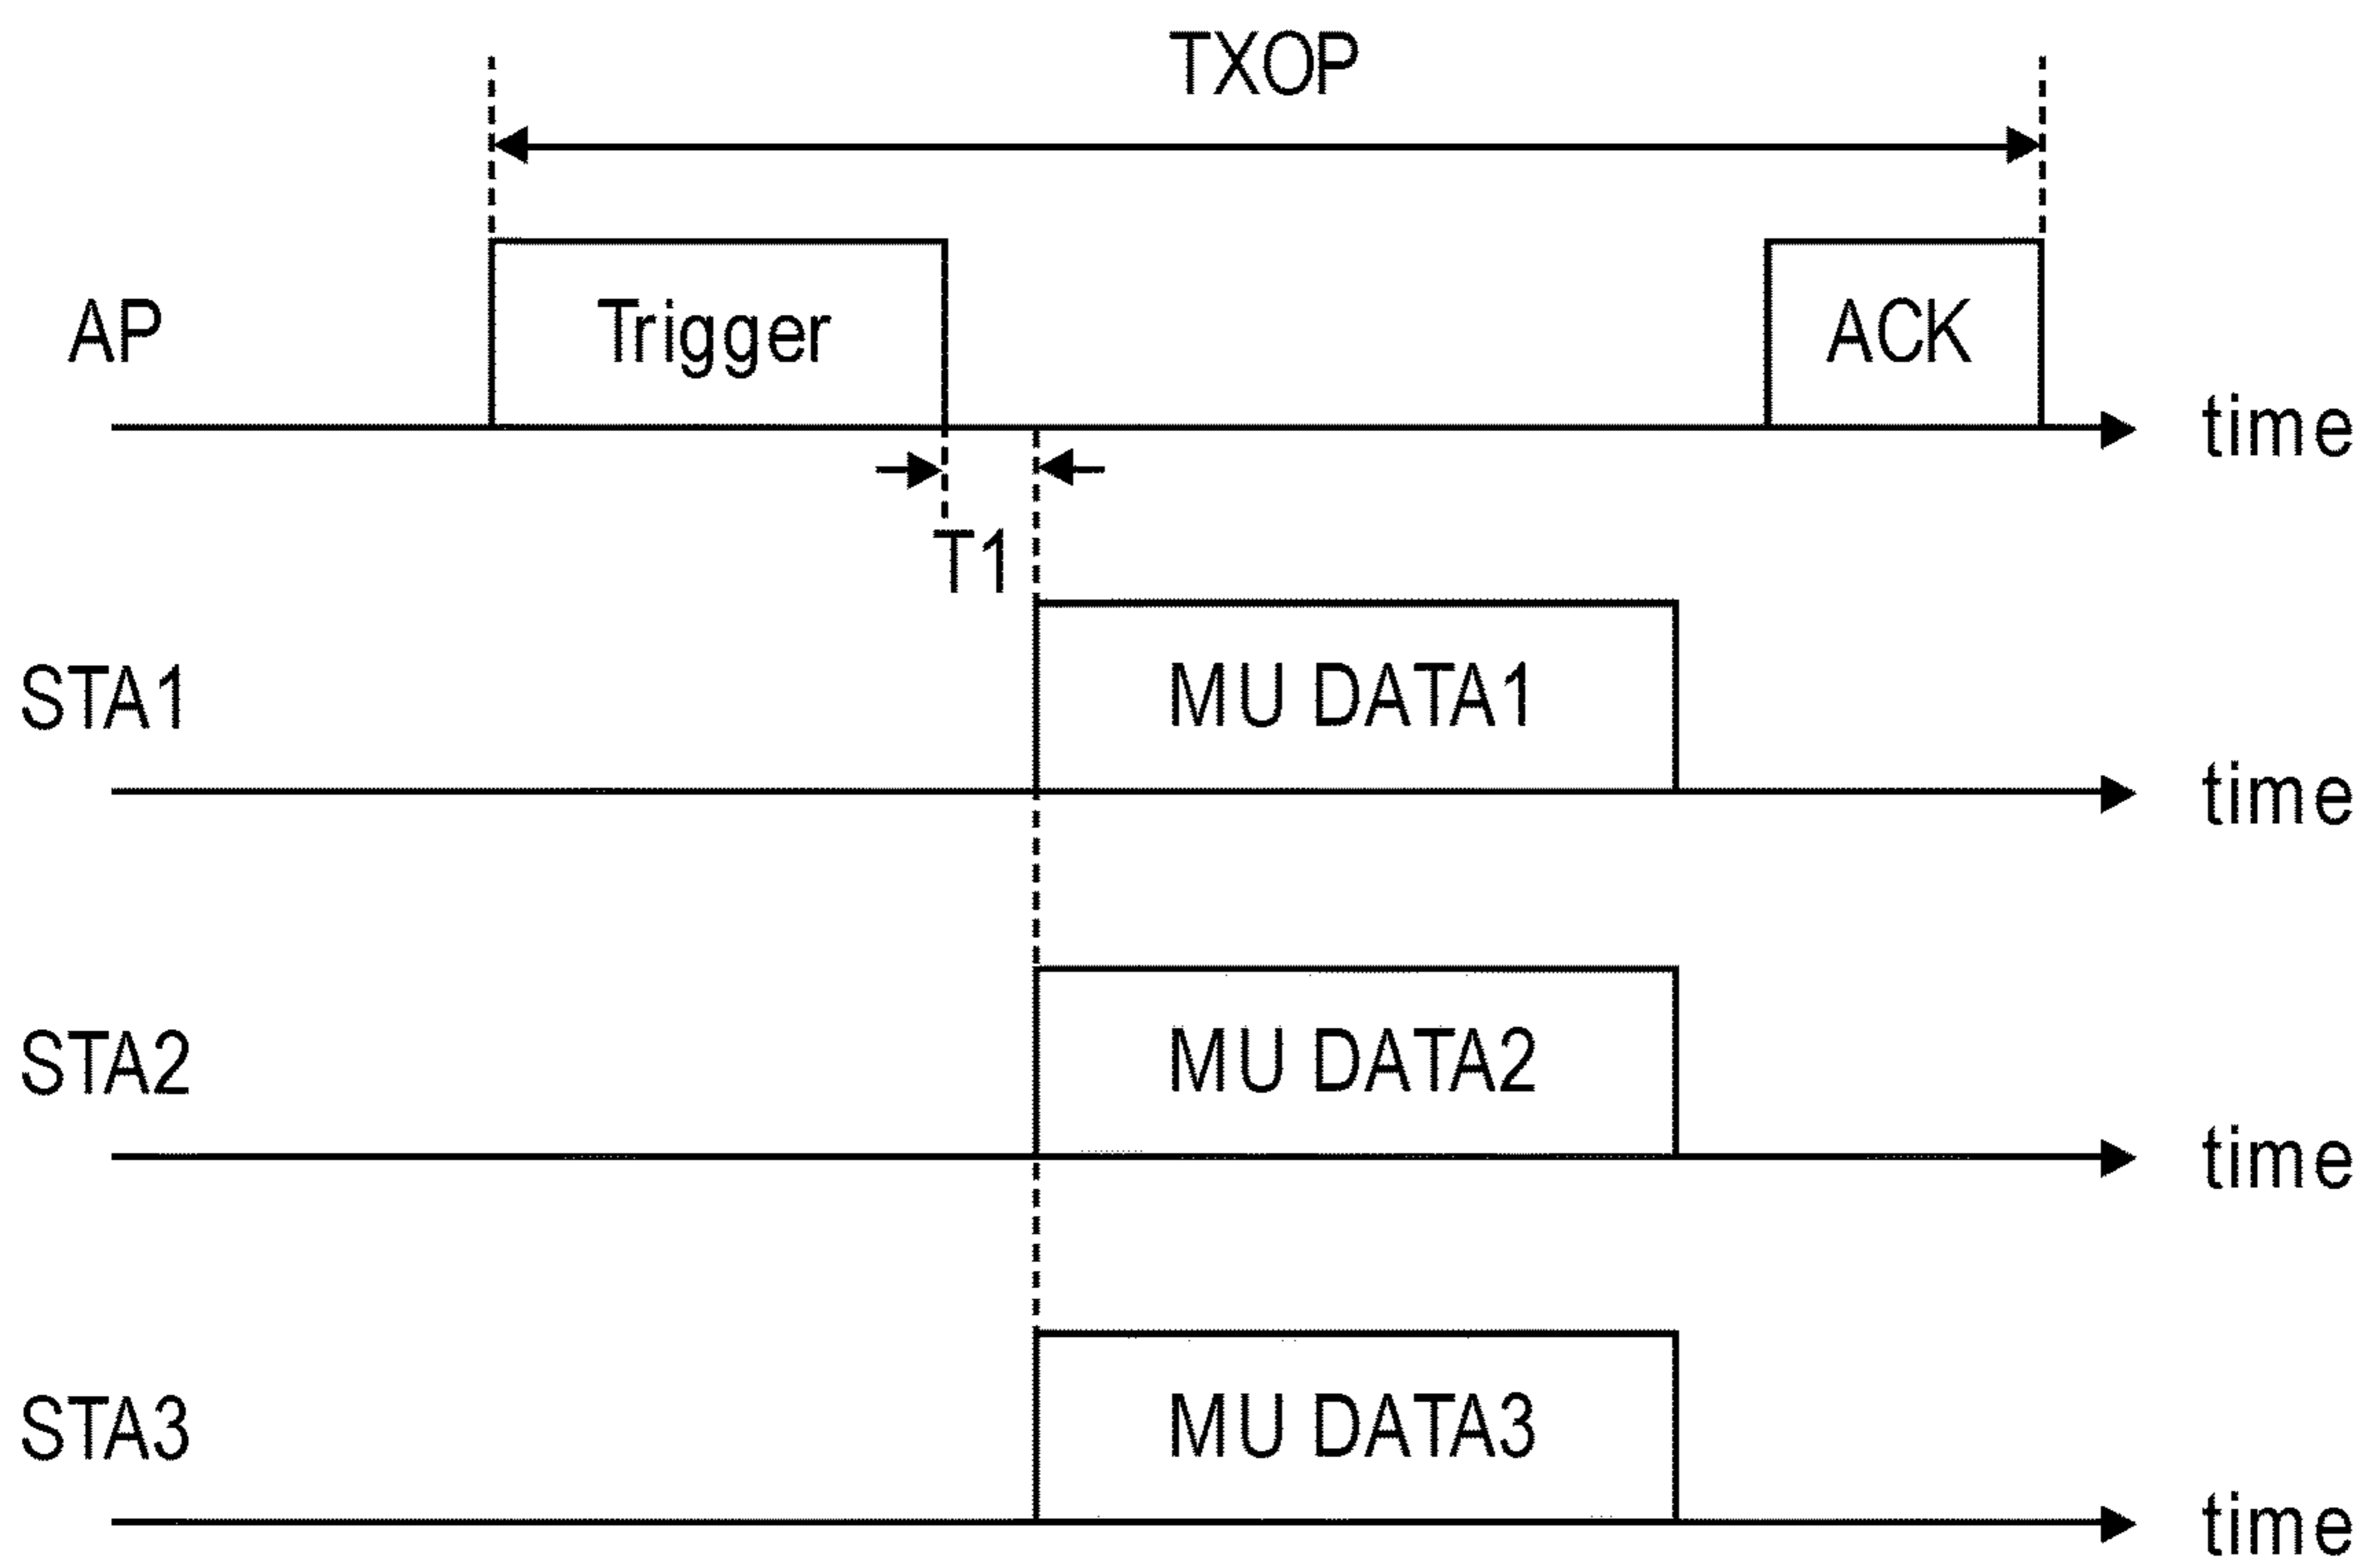 TXOP
AP Trigger ACK time
T1
STA1 MU DATA1 time
STA2 MU DATA2 time
STA3 MU DATA3 time